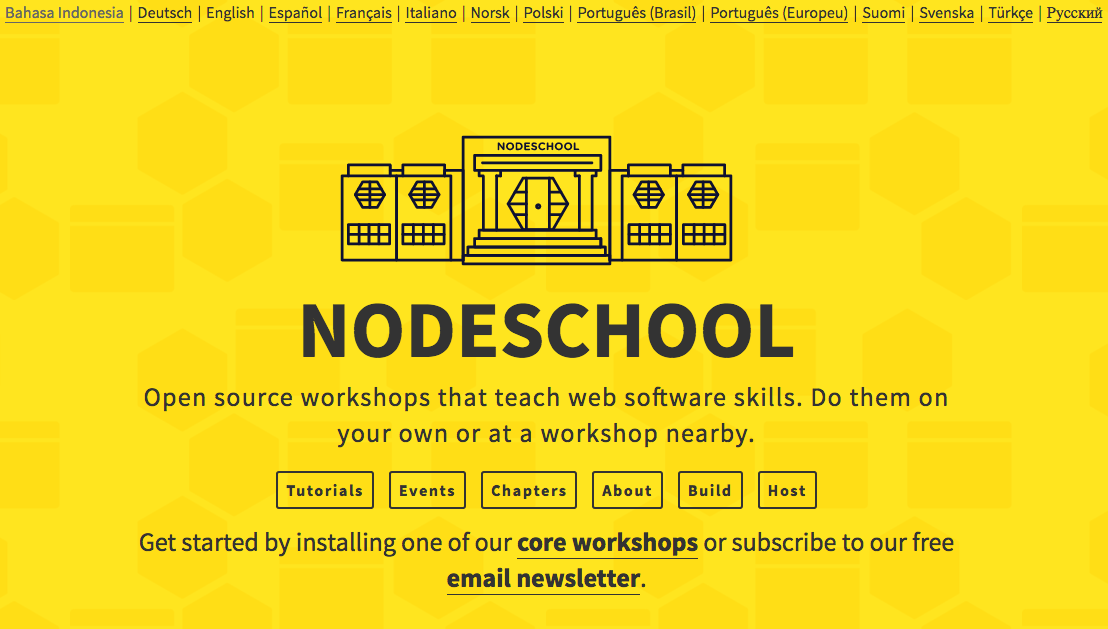 Bahasa Indonesia | Deutsch | English | Español | Français | Italiano | Norsk | Polski | Português (Brasil) | Português (Europeu) | Suomi | Svenska | Türkçe | Русский
NODESCHOOL
NODESCHOOL
Open source workshops that teach web software skills. Do them on
your own or at a workshop nearby.
Tutorials Events Chapters About Build Host
Get started by installing one of our core workshops or subscribe to our free
email newsletter.